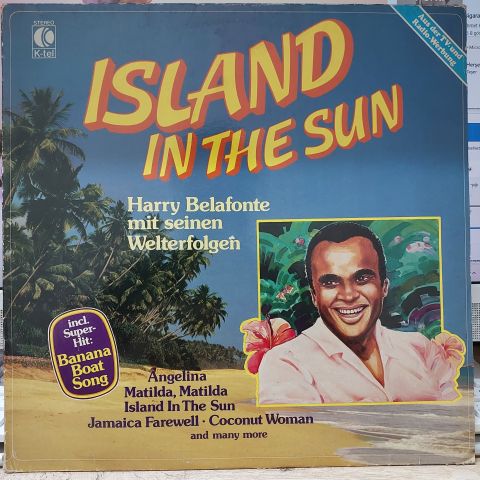 STEREO
K-tel
Aus der TV und
Radio-Werbung
ISLAND
IN THE SUN
Harry Belafonte
mit seinen
Welterfolgen
incl.
Super-
Hit:
Banana
Boat
Song
Angelina
Matilda, Matilda
Island In The Sun
Jamaica Farewell · Coconut Woman
and many more